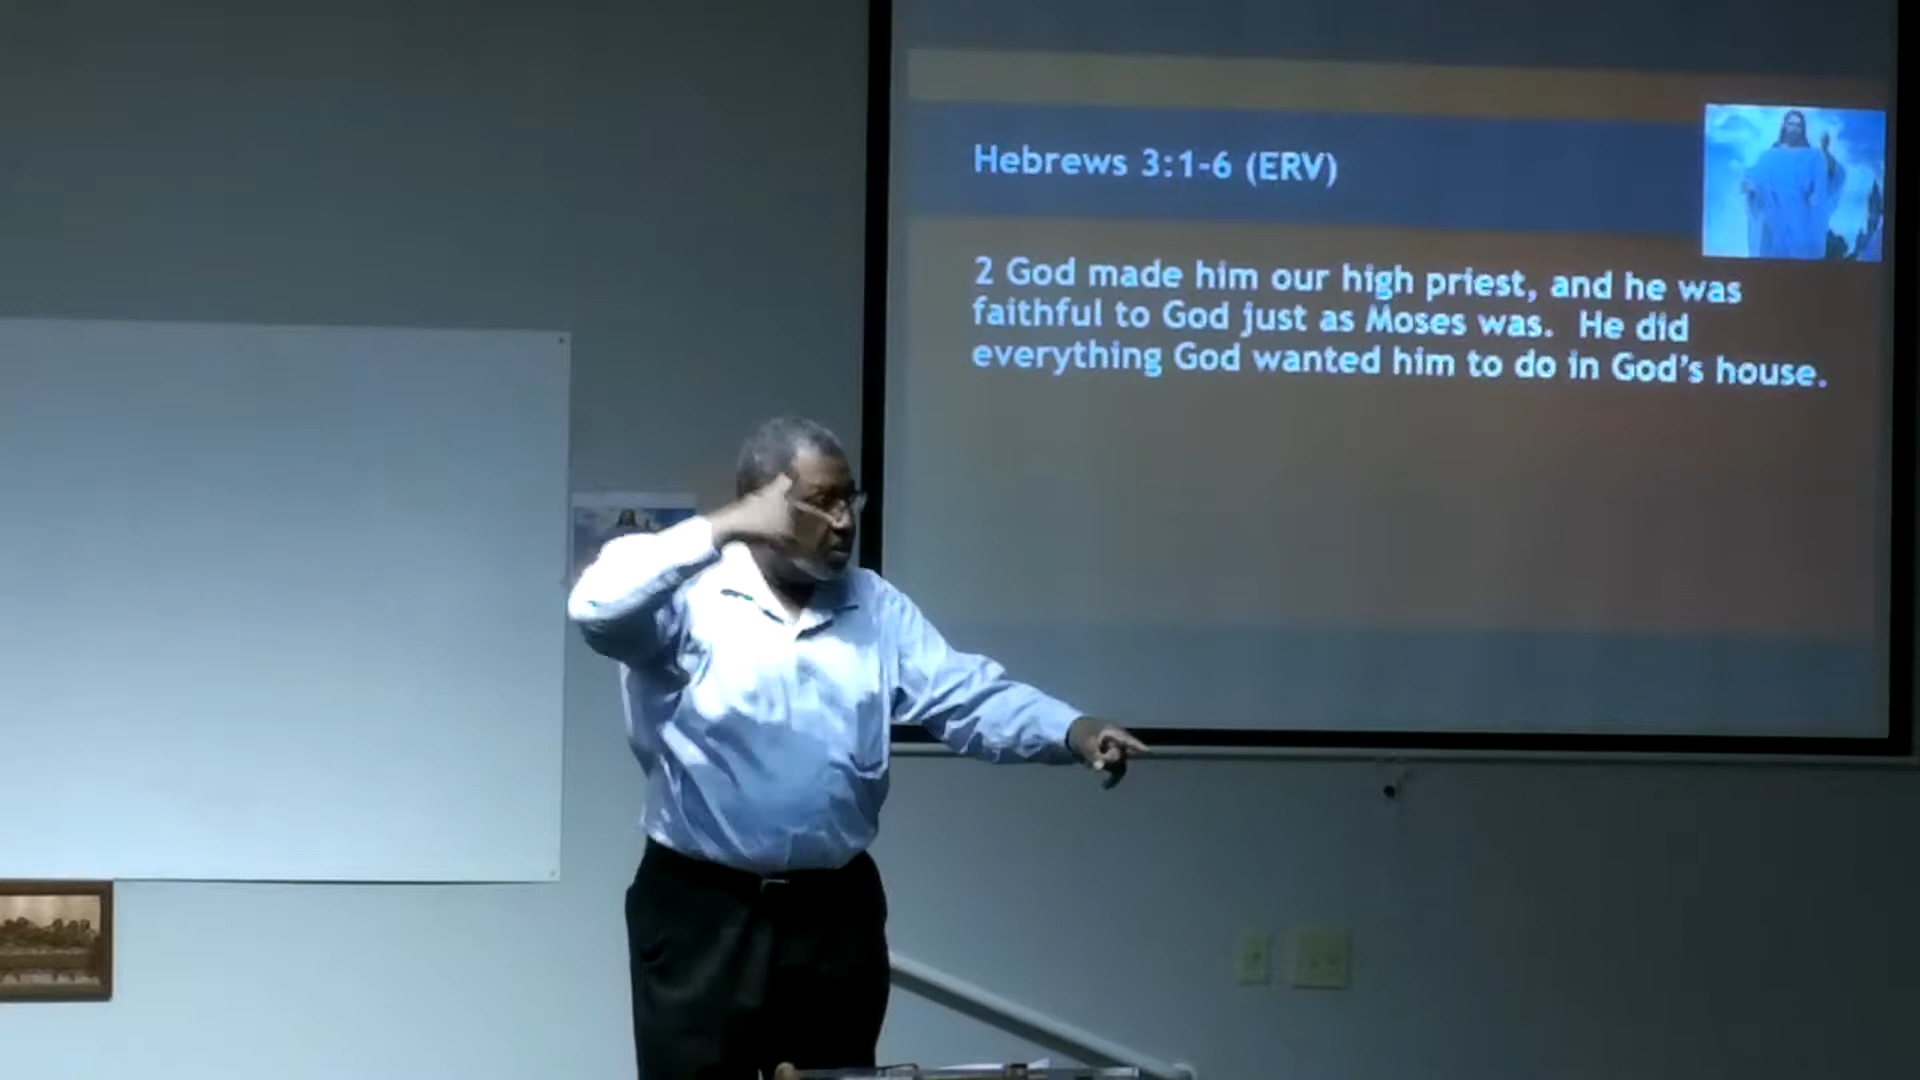 Hebrews 3:1-6 (ERV)
2 God made him our high priest, and he was
faithful to God just as Moses was.  He did
everything God wanted him to do in God's house.